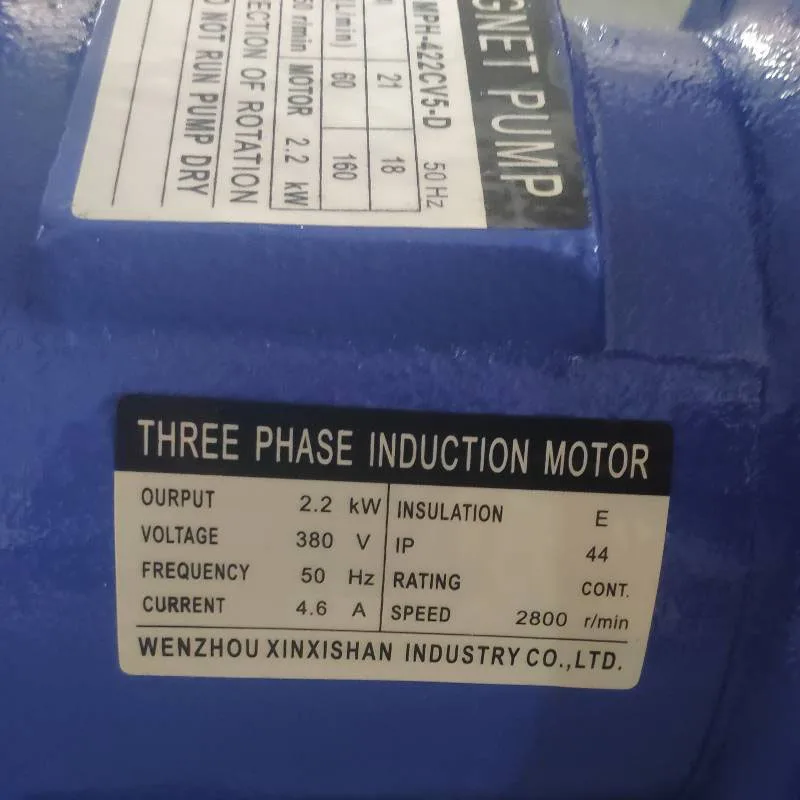 GNET PUMP
MPH-422CV5-D 50 Hz
21 18
(L/min) 60 160
r/min MOTOR 2.2 kW
ECTION OF ROTATION
O NOT RUN PUMP DRY
THREE PHASE INDUCTION MOTOR
OURPUT 2.2 kW INSULATION E
VOLTAGE 380 V IP 44
FREQUENCY 50 Hz RATING CONT.
CURRENT 4.6 A SPEED 2800 r/min
WENZHOU XINXISHAN INDUSTRY CO.,LTD.